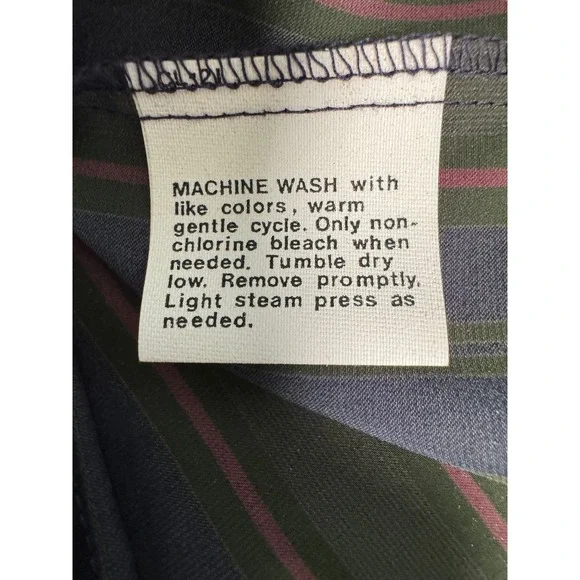 MACHINE WASH with
like colors, warm
gentle cycle. Only non-
chlorine bleach when
needed. Tumble dry
low. Remove promptly.
Light steam press as
needed.